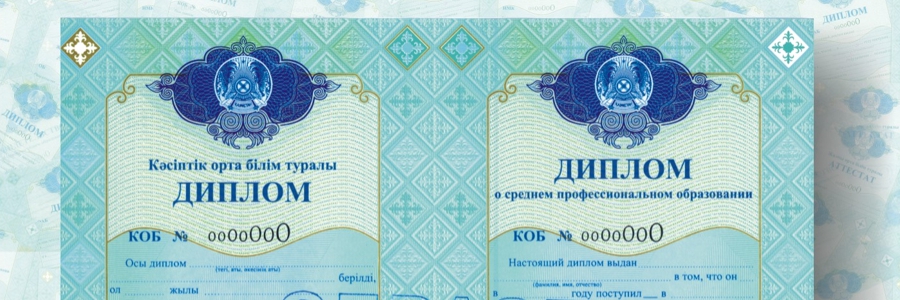 Кәсіптік орта білім туралы
ДИПЛОМ
КОБ № 0000000
Осы диплом
(тегі, аты, әкесінің аты)
берілді,
ол жылы
ДИПЛОМ
о среднем профессиональном образовании
КОБ № 0000000
Настоящий диплом выдан
(фамилия, имя, отчество)
в том, что он
в году поступил в
ДИПЛОМ
ДИПЛОМ
АТТЕСТАТ